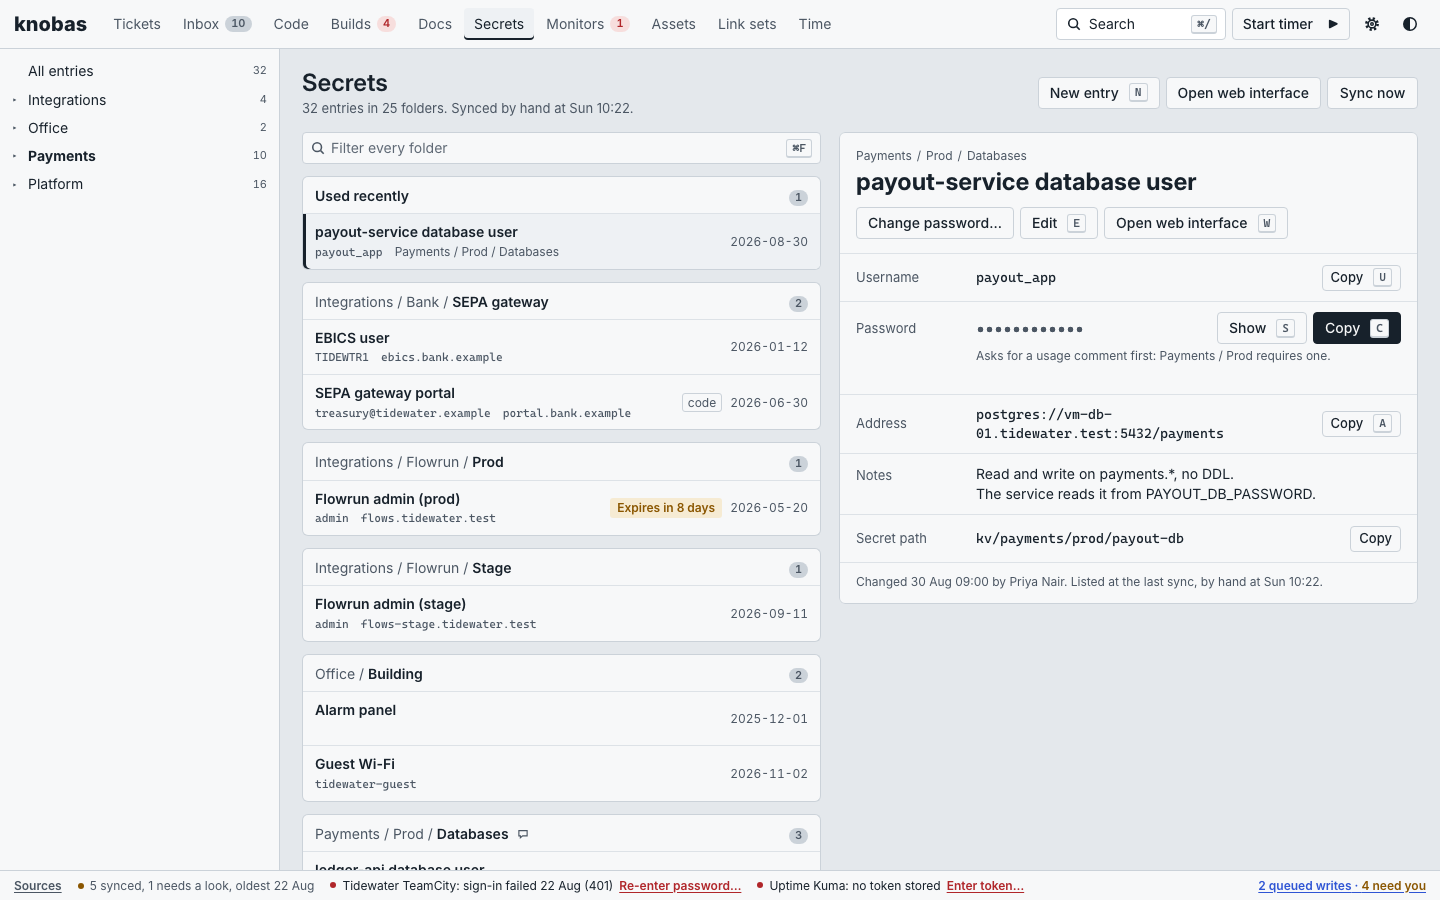 knobas Tickets Inbox 10 Code Builds 4 Docs Secrets Monitors 1 Assets Link sets Time Search ⌘/ Start timer
All entries 32
Integrations 4
Office 2
Payments 10
Platform 16
Secrets
32 entries in 25 folders. Synced by hand at Sun 10:22.
New entry N Open web interface Sync now
Filter every folder ⌘F
Used recently 1
payout-service database user
payout_app Payments / Prod / Databases
2026-08-30
Integrations / Bank / SEPA gateway 2
EBICS user
TIDEWTR1 ebics.bank.example
2026-01-12
SEPA gateway portal
treasury@tidewater.example portal.bank.example
code 2026-06-30
Integrations / Flowrun / Prod 1
Flowrun admin (prod)
admin flows.tidewater.test
Expires in 8 days 2026-05-20
Integrations / Flowrun / Stage 1
Flowrun admin (stage)
admin flows-stage.tidewater.test
2026-09-11
Office / Building 2
Alarm panel
2025-12-01
Guest Wi-Fi
tidewater-guest
2026-11-02
Payments / Prod / Databases 3
ledger-api database user
Payments / Prod / Databases
payout-service database user
Change password... Edit E Open web interface W
Username payout_app Copy U
Password •••••••••••• Show S Copy C
Asks for a usage comment first: Payments / Prod requires one.
Address postgres://vm-db-
01.tidewater.test:5432/payments
Copy A
Notes Read and write on payments.*, no DDL.
The service reads it from PAYOUT_DB_PASSWORD.
Secret path kv/payments/prod/payout-db Copy
Changed 30 Aug 09:00 by Priya Nair. Listed at the last sync, by hand at Sun 10:22.
Sources 5 synced, 1 needs a look, oldest 22 Aug Tidewater TeamCity: sign-in failed 22 Aug (401) Re-enter password... Uptime Kuma: no token stored Enter token... 2 queued writes · 4 need you